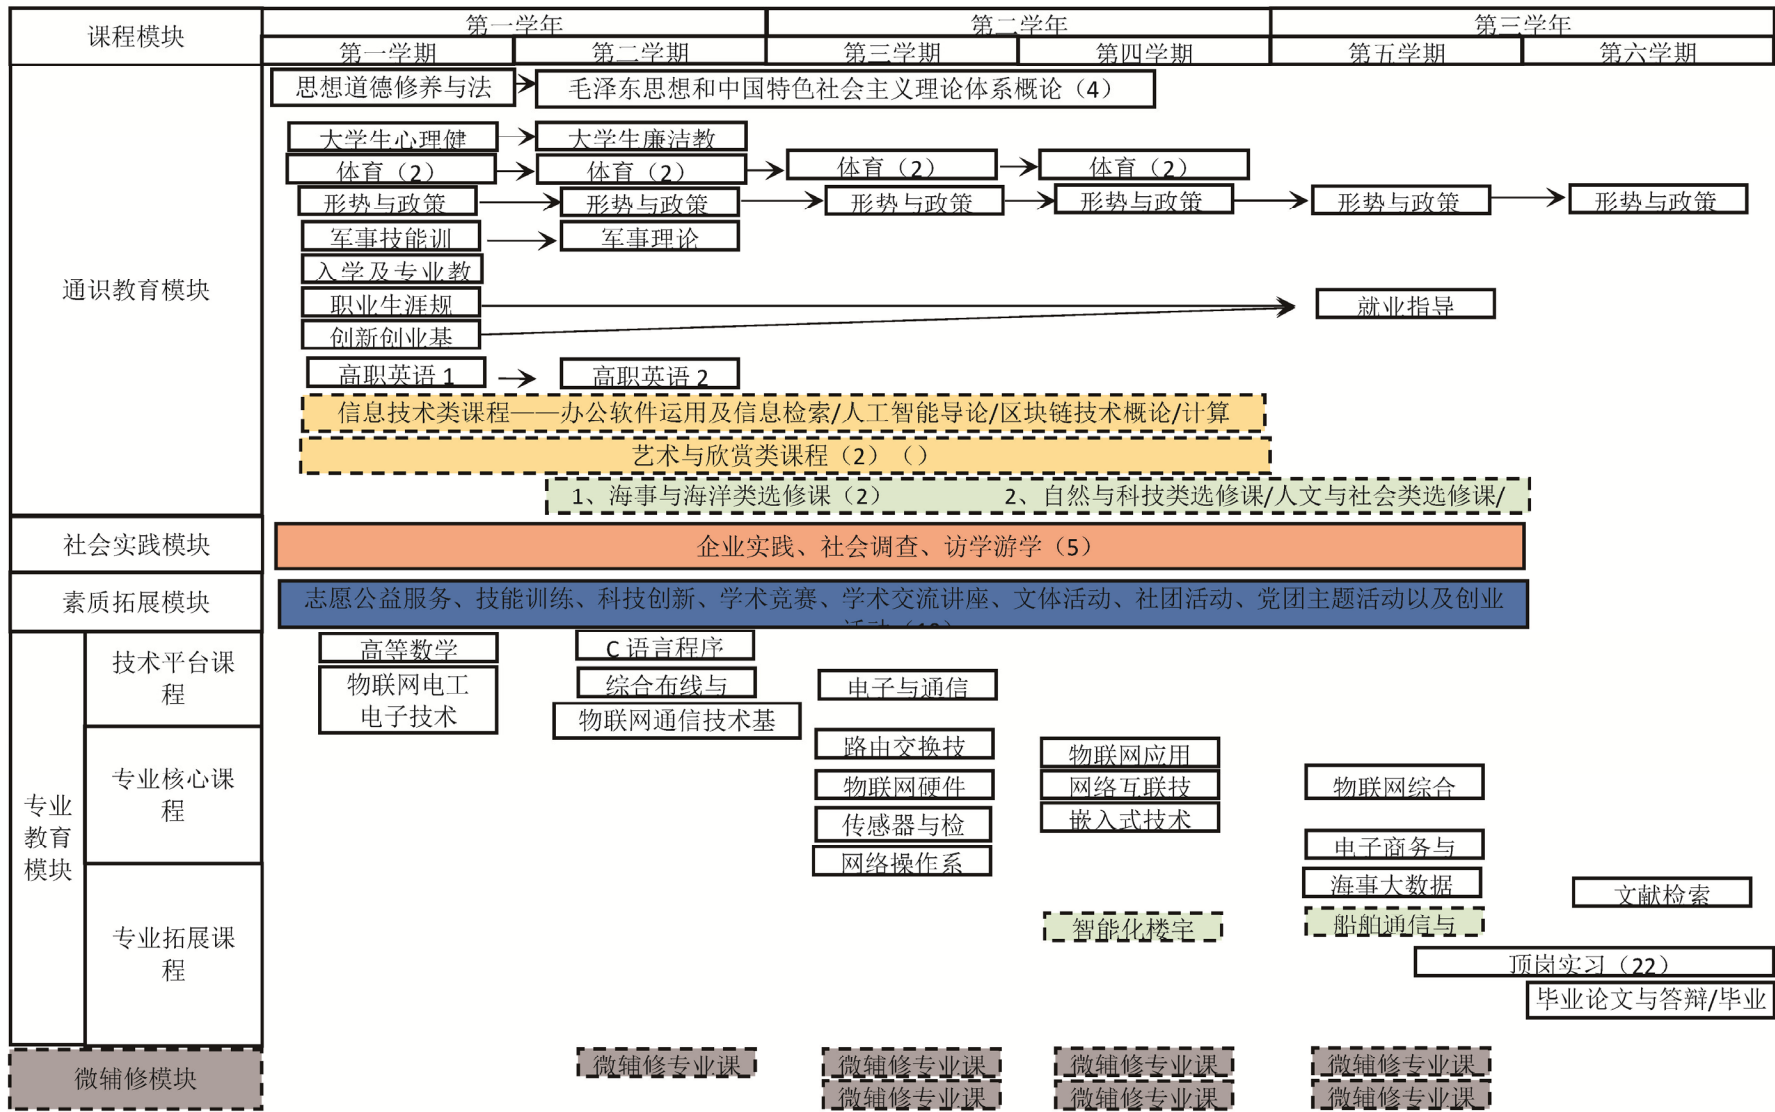 课程模块
第一学年
第二学年
第三学年
第一学期
第二学期
第三学期
第四学期
第五学期
第六学期
通识教育模块
思想道德修养与法
毛泽东思想和中国特色社会主义理论体系概论（4）
大学生心理健
大学生廉洁教
体育（2）
体育（2）
体育（2）
体育（2）
形势与政策
形势与政策
形势与政策
形势与政策
形势与政策
形势与政策
军事技能训
军事理论
入学及专业教
职业生涯规
就业指导
创新创业基
高职英语 1
高职英语 2
信息技术类课程——办公软件运用及信息检索/人工智能导论/区块链技术概论/计算
艺术与欣赏类课程（2）（）
1、海事与海洋类选修课（2）
2、自然与科技类选修课/人文与社会类选修课/
社会实践模块
企业实践、社会调查、访学游学（5）
素质拓展模块
志愿公益服务、技能训练、科技创新、学术竞赛、学术交流讲座、文体活动、社团活动、党团主题活动以及创业
专业
教育
模块
技术平台课
程
高等数学
C 语言程序
物联网电工
电子技术
综合布线与
电子与通信
物联网通信技术基
专业核心课
程
路由交换技
物联网应用
物联网硬件
网络互联技
物联网综合
传感器与检
嵌入式技术
网络操作系
电子商务与
专业拓展课
程
海事大数据
文献检索
智能化楼宇
船舶通信与
顶岗实习（22）
毕业论文与答辩/毕业
微辅修模块
微辅修专业课
微辅修专业课
微辅修专业课
微辅修专业课
微辅修专业课
微辅修专业课
微辅修专业课